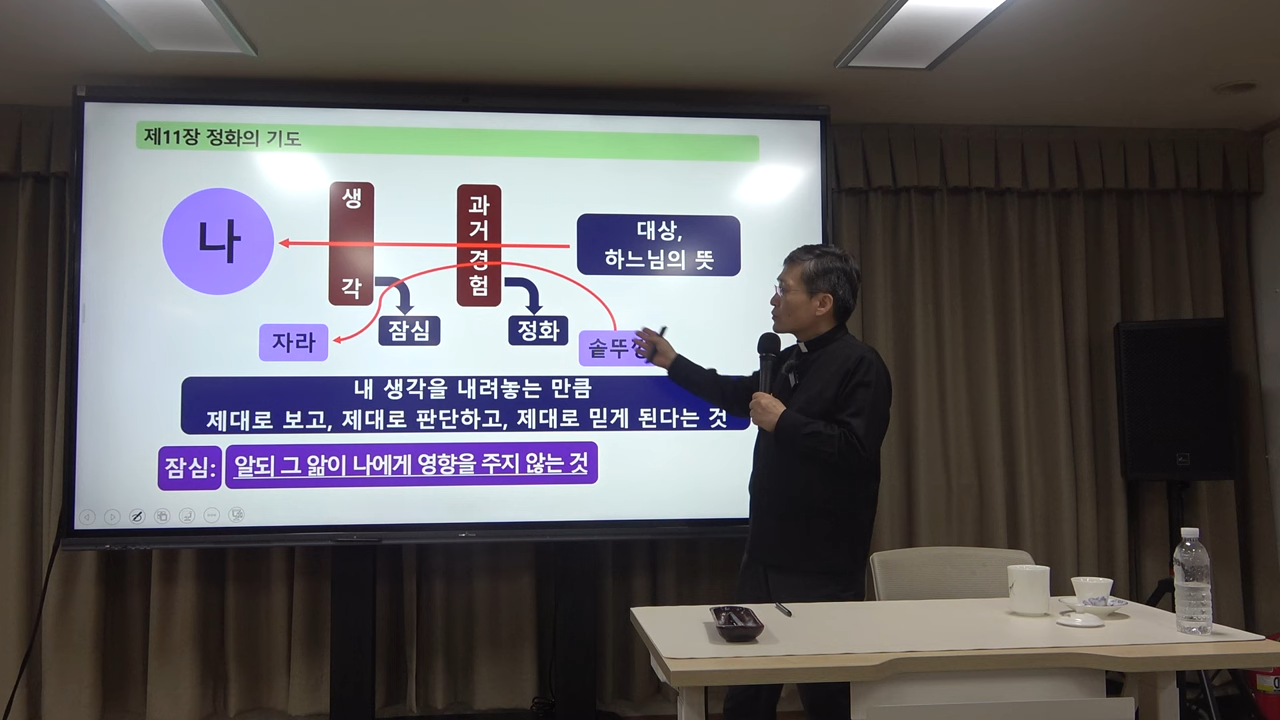 제11장 정화의 기도
나
생각
과거경험
대상,
하느님의 뜻
자라
잠심
정화
내 생각을 내려놓는 만큼
제대로 보고, 제대로 판단하고, 제대로 믿게 된다는 것
잠심:
알되 그 앎이 나에게 영향을 주지 않는 것